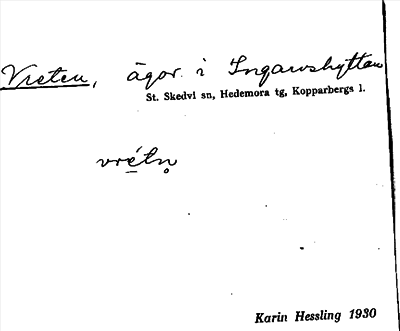 Vreten, ägor i Ingarvshyttan
St. Skedvi sn, Hedemora tg, Kopparbergs l.
vrétn̥
Karin Hessling 1930